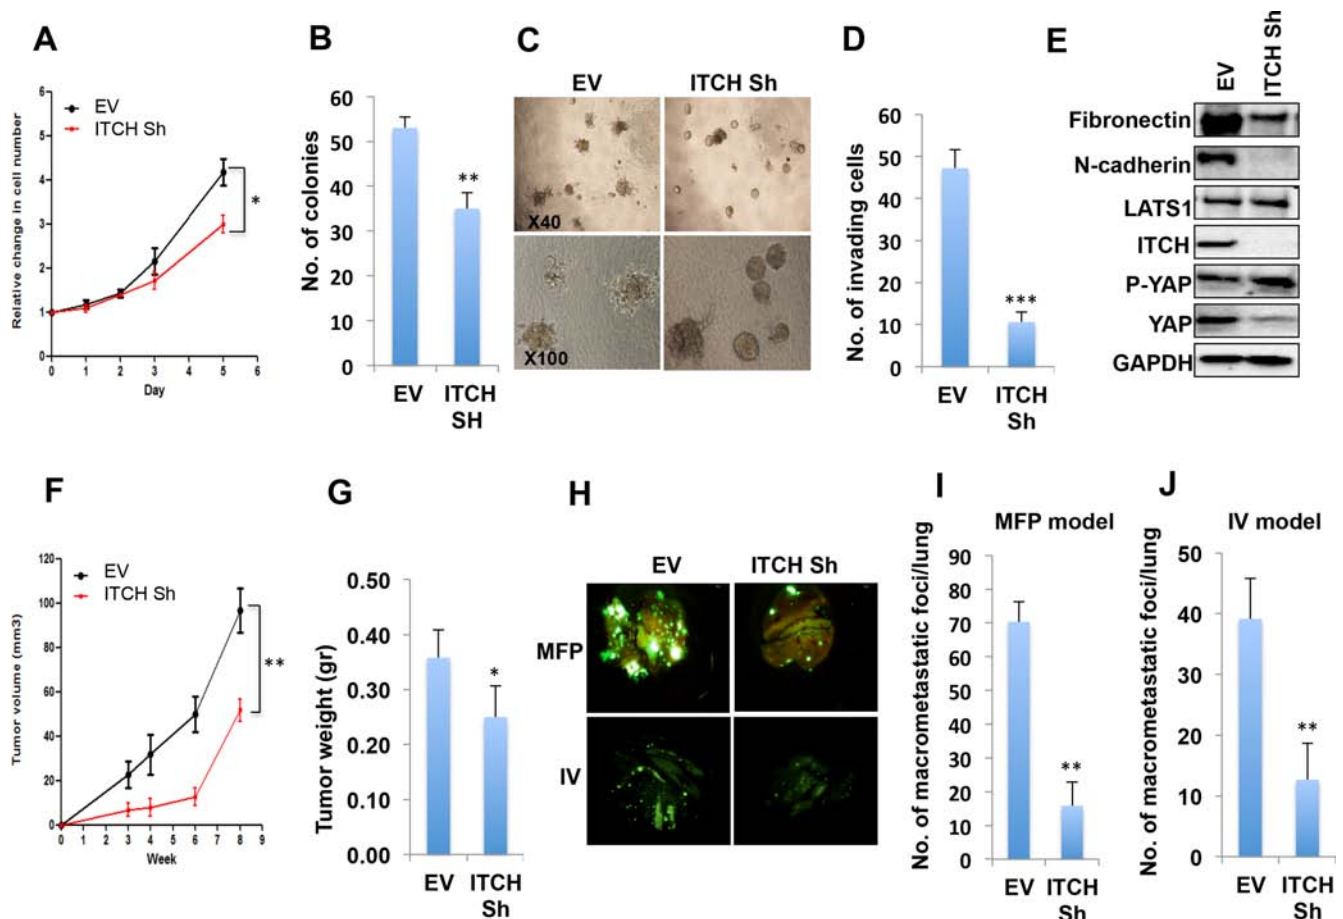 A
Relative change in cell number
6
5
4
3
2
1
0
EV
ITCH Sh
*
0 1 2 3 4 5 6
Day
B
No. of colonies
60
50
40
30
20
10
0
**
EV ITCH
SH
C
EV ITCH Sh
X40
X100
D
No. of invading cells
60
50
40
30
20
10
0
***
EV ITCH
Sh
E
EV ITCH Sh
Fibronectin
N-cadherin
LATS1
ITCH
P-YAP
YAP
GAPDH
F
Tumor volume (mm3)
120
100
80
60
40
20
0
EV
ITCH Sh
**
0 1 2 3 4 5 6 7 8 9
Week
G
Tumor weight (gr)
0.50
0.40
0.30
0.20
0.10
0.00
*
EV ITCH
Sh
H
EV ITCH Sh
MFP
IV
I
MFP model
No. of macrometastatic foci/lung
90
80
70
60
50
40
30
20
10
0
**
EV ITCH
Sh
J
IV model
No. of macrometastatic foci/lung
50
40
30
20
10
0
**
EV ITCH
Sh